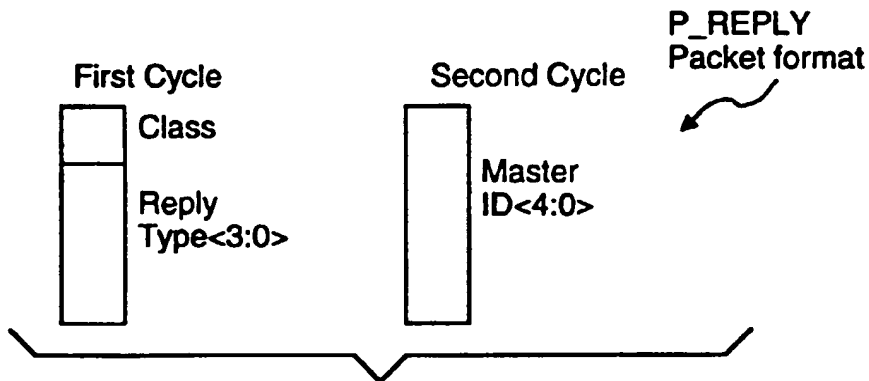 P_REPLY
Packet format
First Cycle
Second Cycle
Class
Reply
Type<3:0>
Master
ID<4:0>